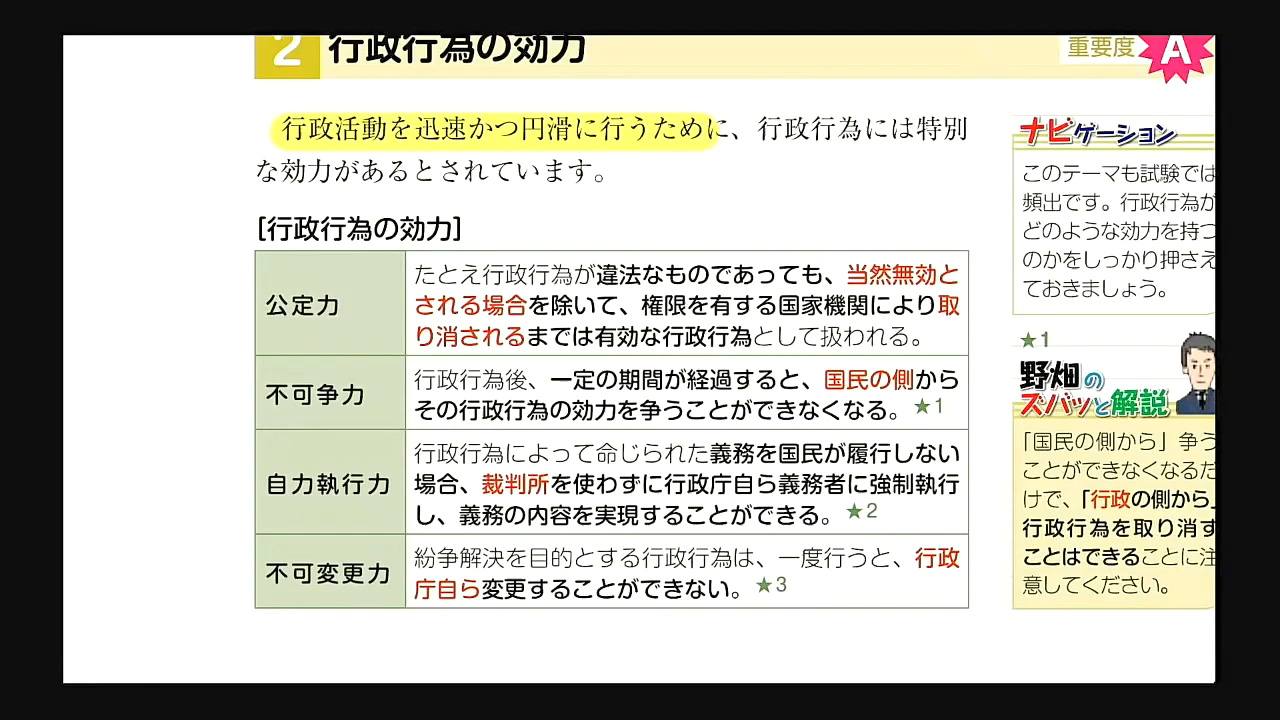 2 行政行為の効力
重要度 A
行政活動を迅速かつ円滑に行うために、行政行為には特別
な効力があるとされています。
[行政行為の効力]
公定力
たとえ行政行為が違法なものであっても、当然無効と
される場合を除いて、権限を有する国家機関により取
り消されるまでは有効な行政行為として扱われる。
不可争力
行政行為後、一定の期間が経過すると、国民の側から
その行政行為の効力を争うことができなくなる。★1
自力執行力
行政行為によって命じられた義務を国民が履行しない
場合、裁判所を使わずに行政庁自ら義務者に強制執行
し、義務の内容を実現することができる。★2
不可変更力
紛争解決を目的とする行政行為は、一度行うと、行政
庁自ら変更することができない。★3
ナビゲーション
このテーマも試験では
頻出です。行政行為が
どのような効力を持つ
のかをしっかり押さえ
ておきましょう。
★1
野畑の
ズバッと解説
「国民の側から」争う
ことができなくなるだ
けで、「行政の側から」
行政行為を取り消す
ことはできることに注
意してください。